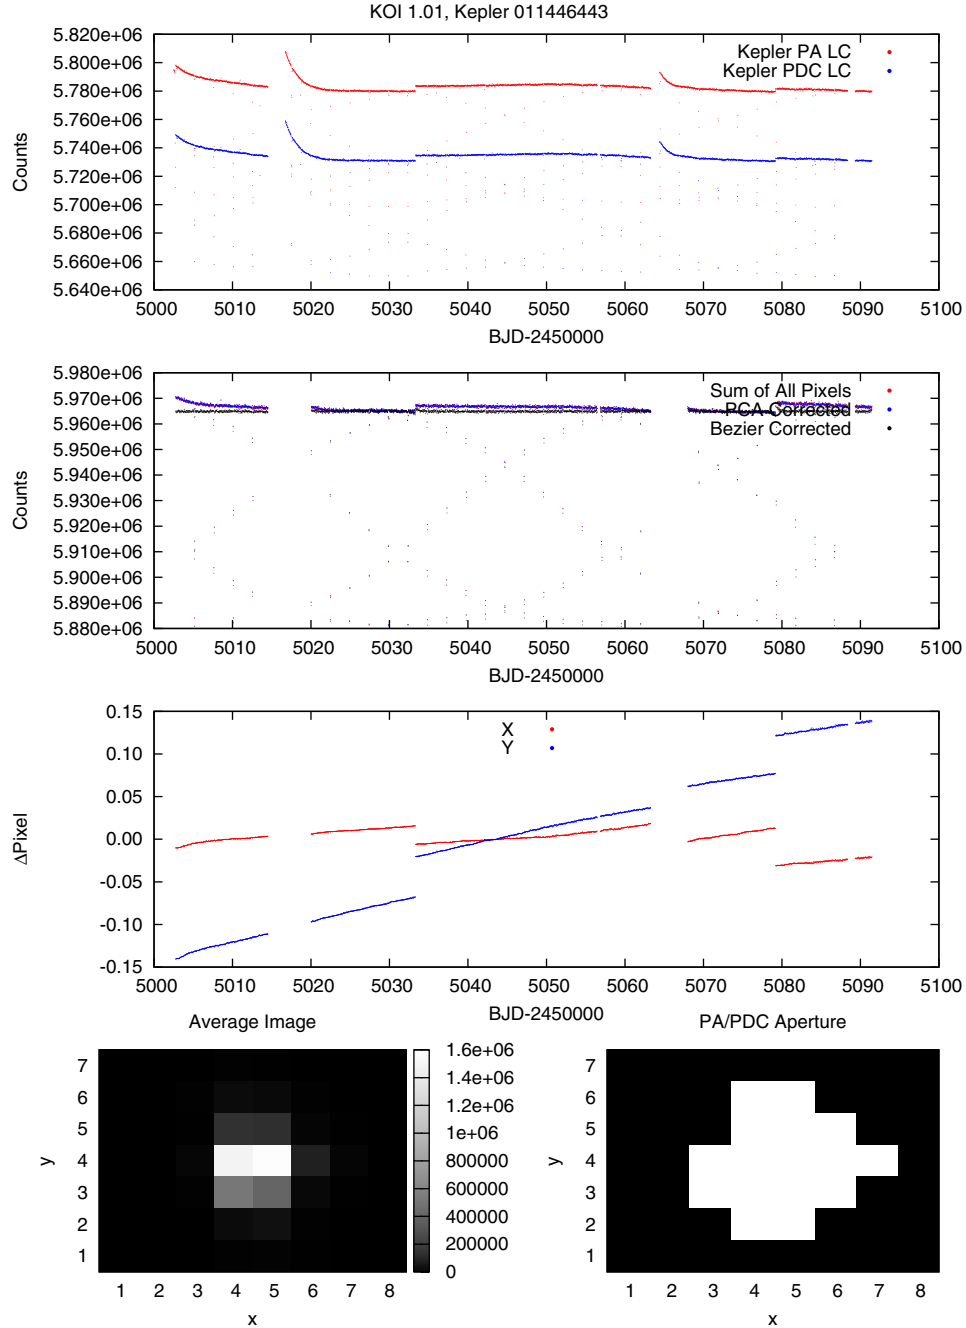 KOI 1.01, Kepler 011446443
5.820e+06
5.800e+06
5.780e+06
5.760e+06
5.740e+06
5.720e+06
5.700e+06
5.680e+06
5.660e+06
5.640e+06
Counts
Kepler PA LC
Kepler PDC LC
5000 5010 5020 5030 5040 5050 5060 5070 5080 5090 5100
BJD-2450000
5.980e+06
5.970e+06
5.960e+06
5.950e+06
5.940e+06
5.930e+06
5.920e+06
5.910e+06
5.900e+06
5.890e+06
5.880e+06
Counts
Sum of All Pixels
PCA Corrected
Bezier Corrected
5000 5010 5020 5030 5040 5050 5060 5070 5080 5090 5100
BJD-2450000
0.15
0.10
0.05
0.00
-0.05
-0.10
-0.15
ΔPixel
X
Y
5000 5010 5020 5030 5040 5050 5060 5070 5080 5090 5100
BJD-2450000
Average Image
7
6
5
4
3
2
1
y
1 2 3 4 5 6 7 8
x
1.6e+06
1.4e+06
1.2e+06
1e+06
800000
600000
400000
200000
0
PA/PDC Aperture
7
6
5
4
3
2
1
y
1 2 3 4 5 6 7 8
x